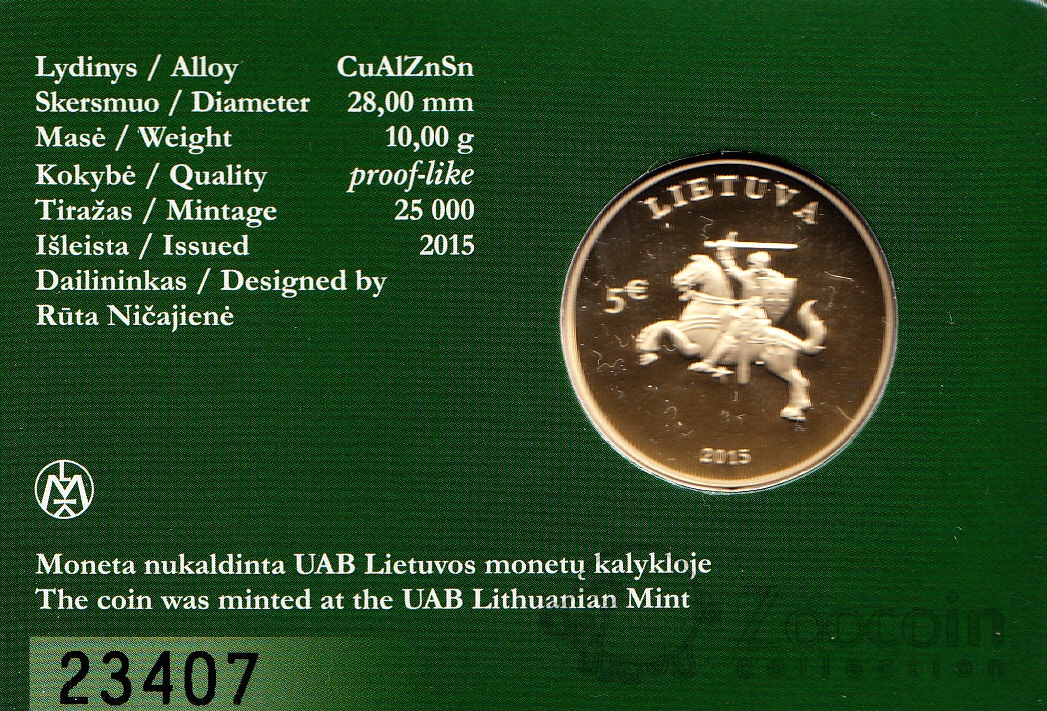 Lydinys / Alloy CuAlZnSn
Skersmuo / Diameter 28,00 mm
Masė / Weight 10,00 g
Kokybė / Quality proof-like
Tiražas / Mintage 25 000
Išleista / Issued 2015
Dailininkas / Designed by
Rūta Ničajienė
LIETUVA
5€
2015
Moneta nukaldinta UAB Lietuvos monetų kalykloje
The coin was minted at the UAB Lithuanian Mint
23407